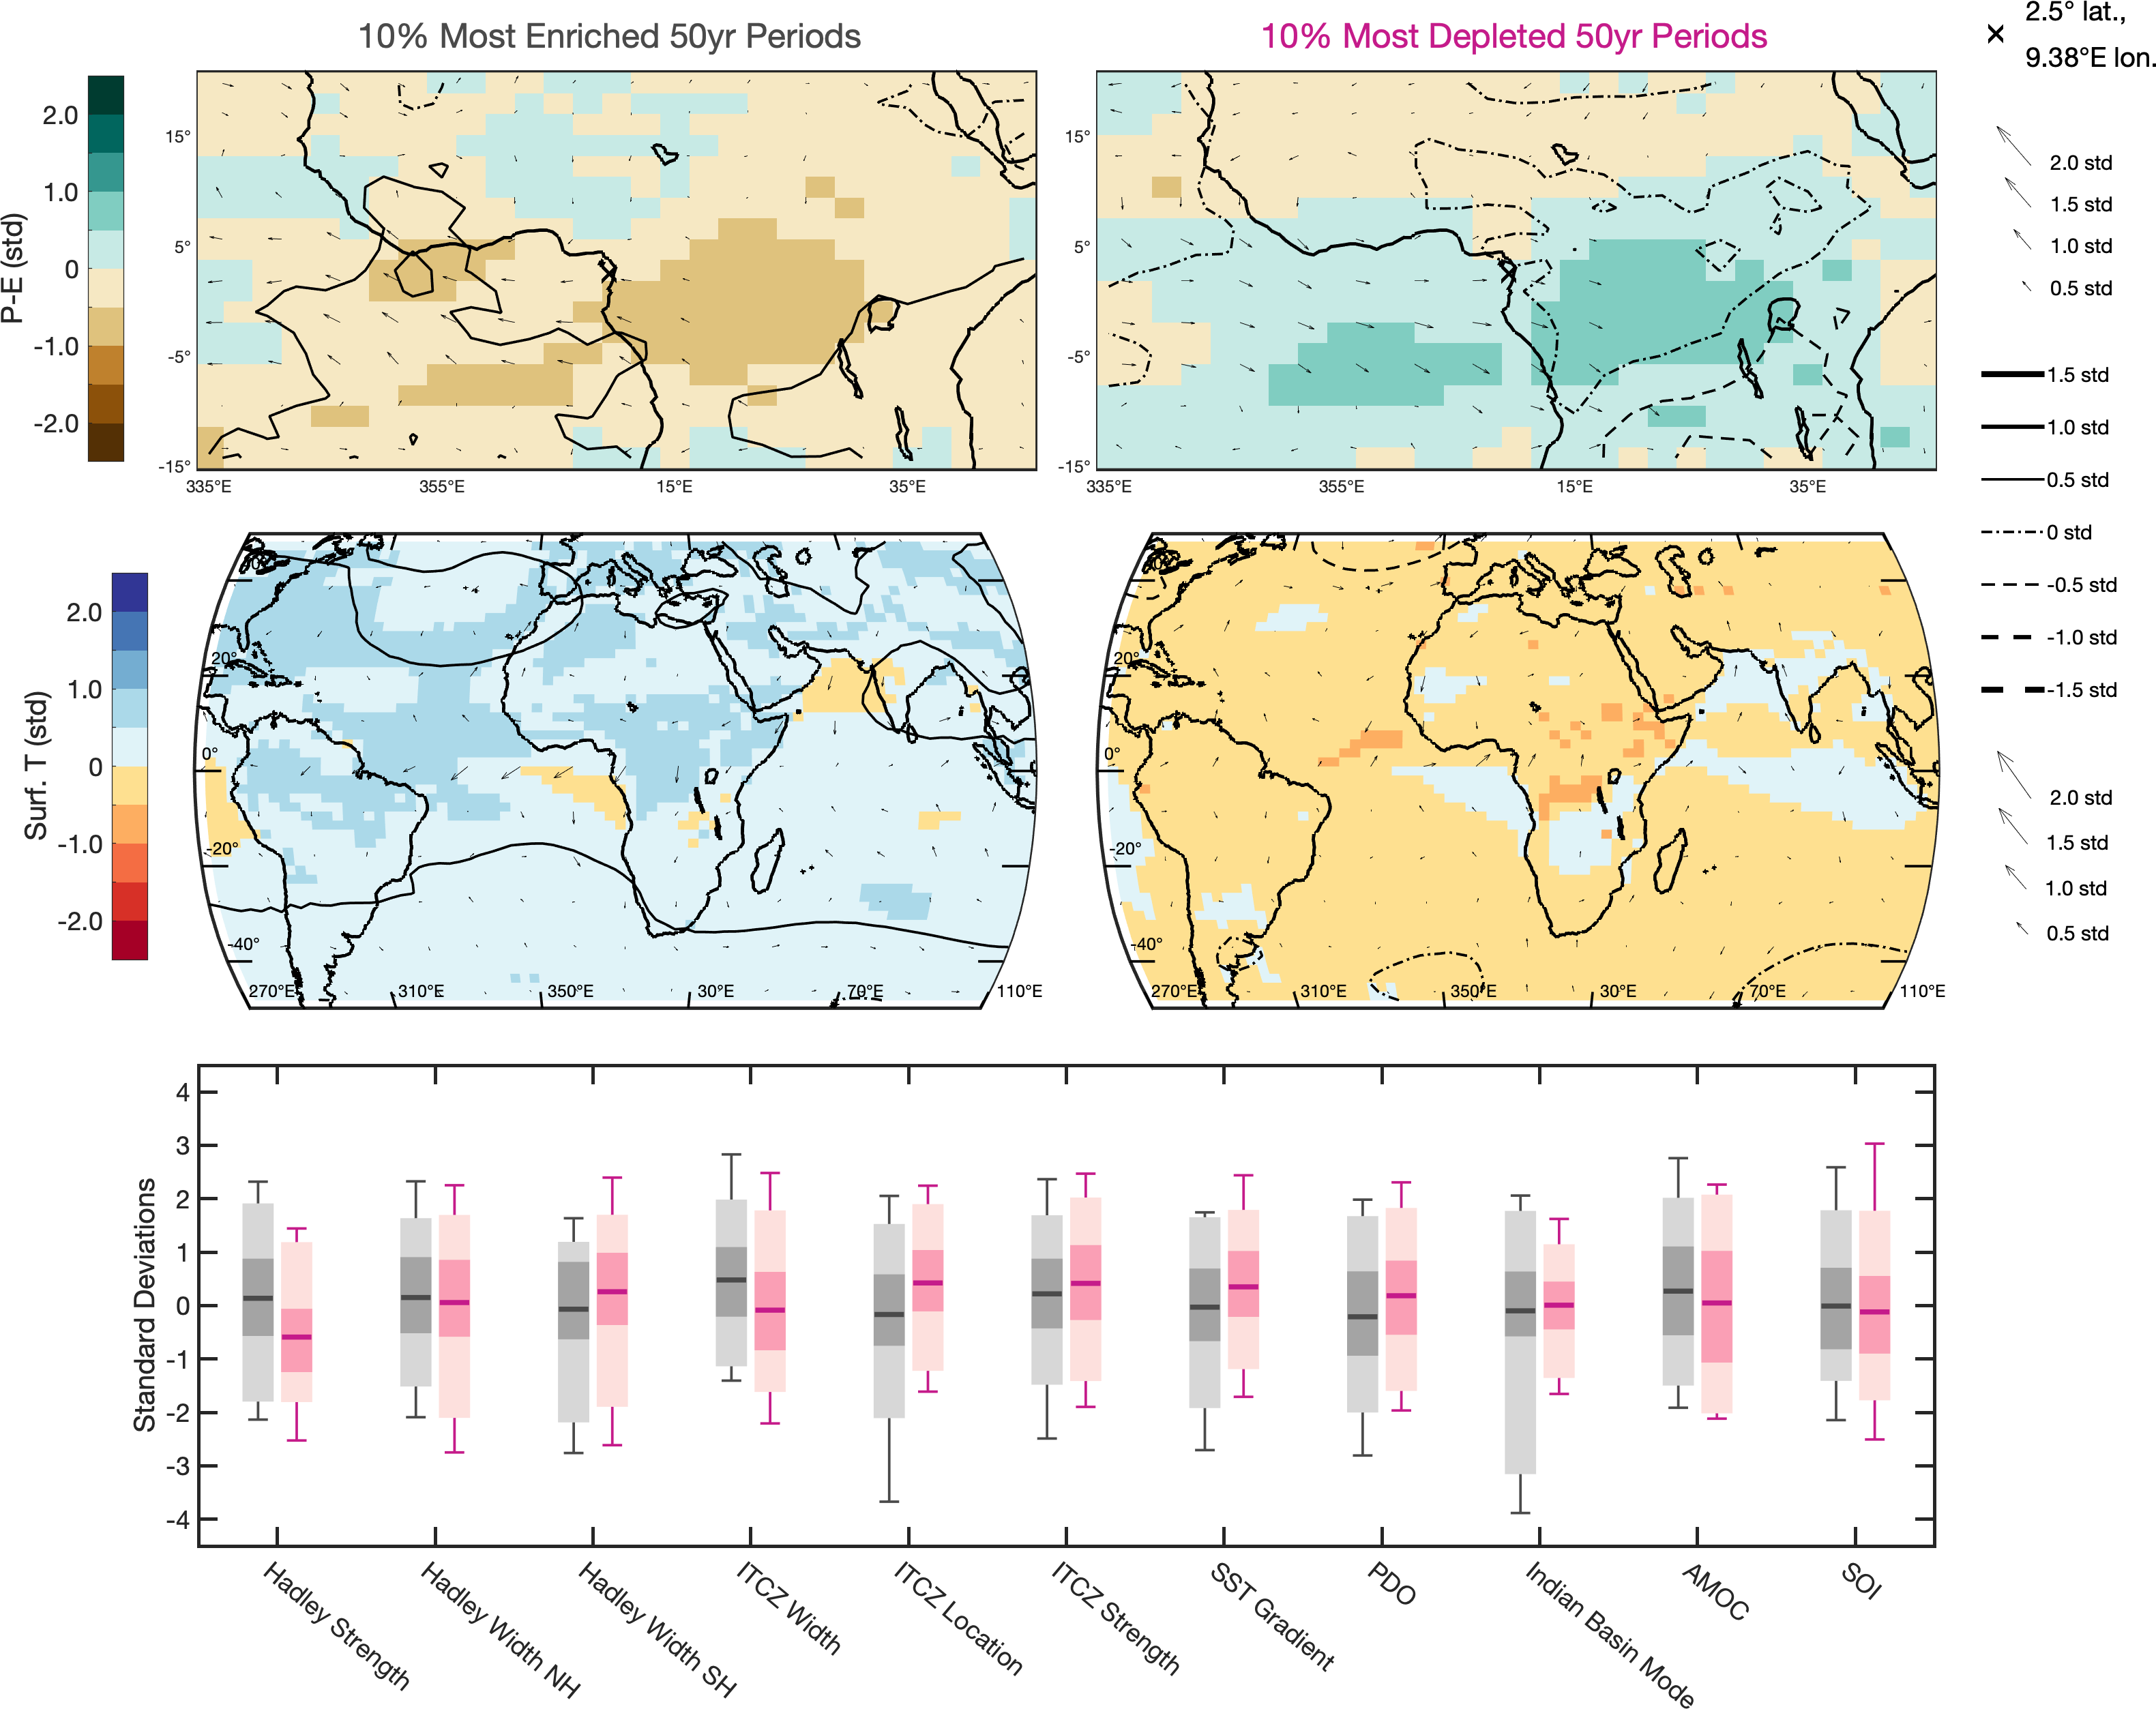 10% Most Enriched 50yr Periods
10% Most Depleted 50yr Periods
2.5° lat.,
9.38°E lon.
P-E (std)
2.0
1.0
0
-1.0
-2.0
15°
5°
-5°
-15°
335°E
355°E
15°E
35°E
15°
5°
-5°
-15°
335°E
355°E
15°E
35°E
2.0 std
1.5 std
1.0 std
0.5 std
1.5 std
1.0 std
0.5 std
0 std
-0.5 std
-1.0 std
-1.5 std
Surf. T (std)
2.0
1.0
0
-1.0
-2.0
20°
0°
-20°
-40°
270°E
310°E
350°E
30°E
70°E
110°E
20°
0°
-20°
-40°
270°E
310°E
350°E
30°E
70°E
110°E
2.0 std
1.5 std
1.0 std
0.5 std
Standard Deviations
4
3
2
1
0
-1
-2
-3
-4
Hadley Strength
Hadley Width NH
Hadley Width SH
ITCZ Width
ITCZ Location
ITCZ Strength
SST Gradient
PDO
Indian Basin Mode
AMOC
SOI